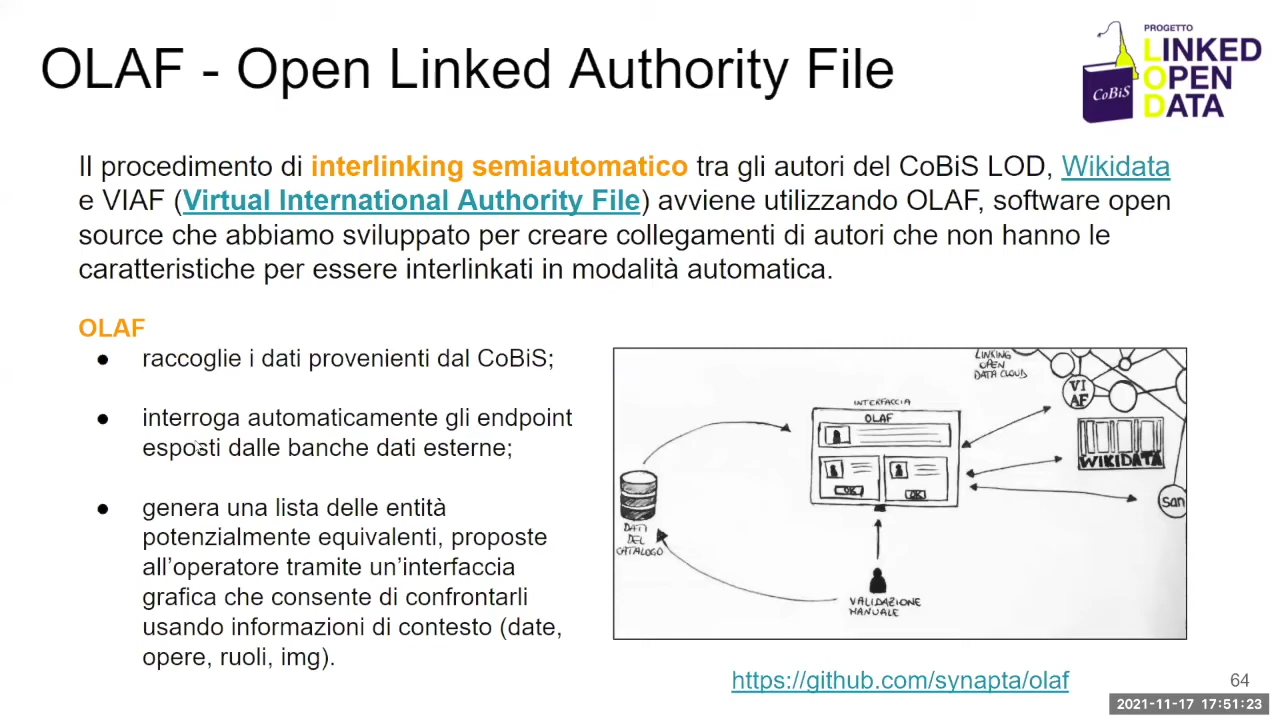 OLAF - Open Linked Authority File
PROGETTO
LINKED
OPEN
DATA
CoBiS
Il procedimento di interlinking semiautomatico tra gli autori del CoBiS LOD, Wikidata
e VIAF (Virtual International Authority File) avviene utilizzando OLAF, software open
source che abbiamo sviluppato per creare collegamenti di autori che non hanno le
caratteristiche per essere interlinkati in modalità automatica.
OLAF
● raccoglie i dati provenienti dal CoBiS;
● interroga automaticamente gli endpoint
esposti dalle banche dati esterne;
● genera una lista delle entità
potenzialmente equivalenti, proposte
all’operatore tramite un’interfaccia
grafica che consente di confrontarli
usando informazioni di contesto (date,
opere, ruoli, img).
LINKING
OPEN
DATA CLOUD
VI
AF
INTERFACCIA
OLAF
OK
OK
WIKIDATA
san
DATI
DEL
CATALOGO
VALIDAZIONE
MANUALE
https://github.com/synapta/olaf
64
2021-11-17 17:51:23